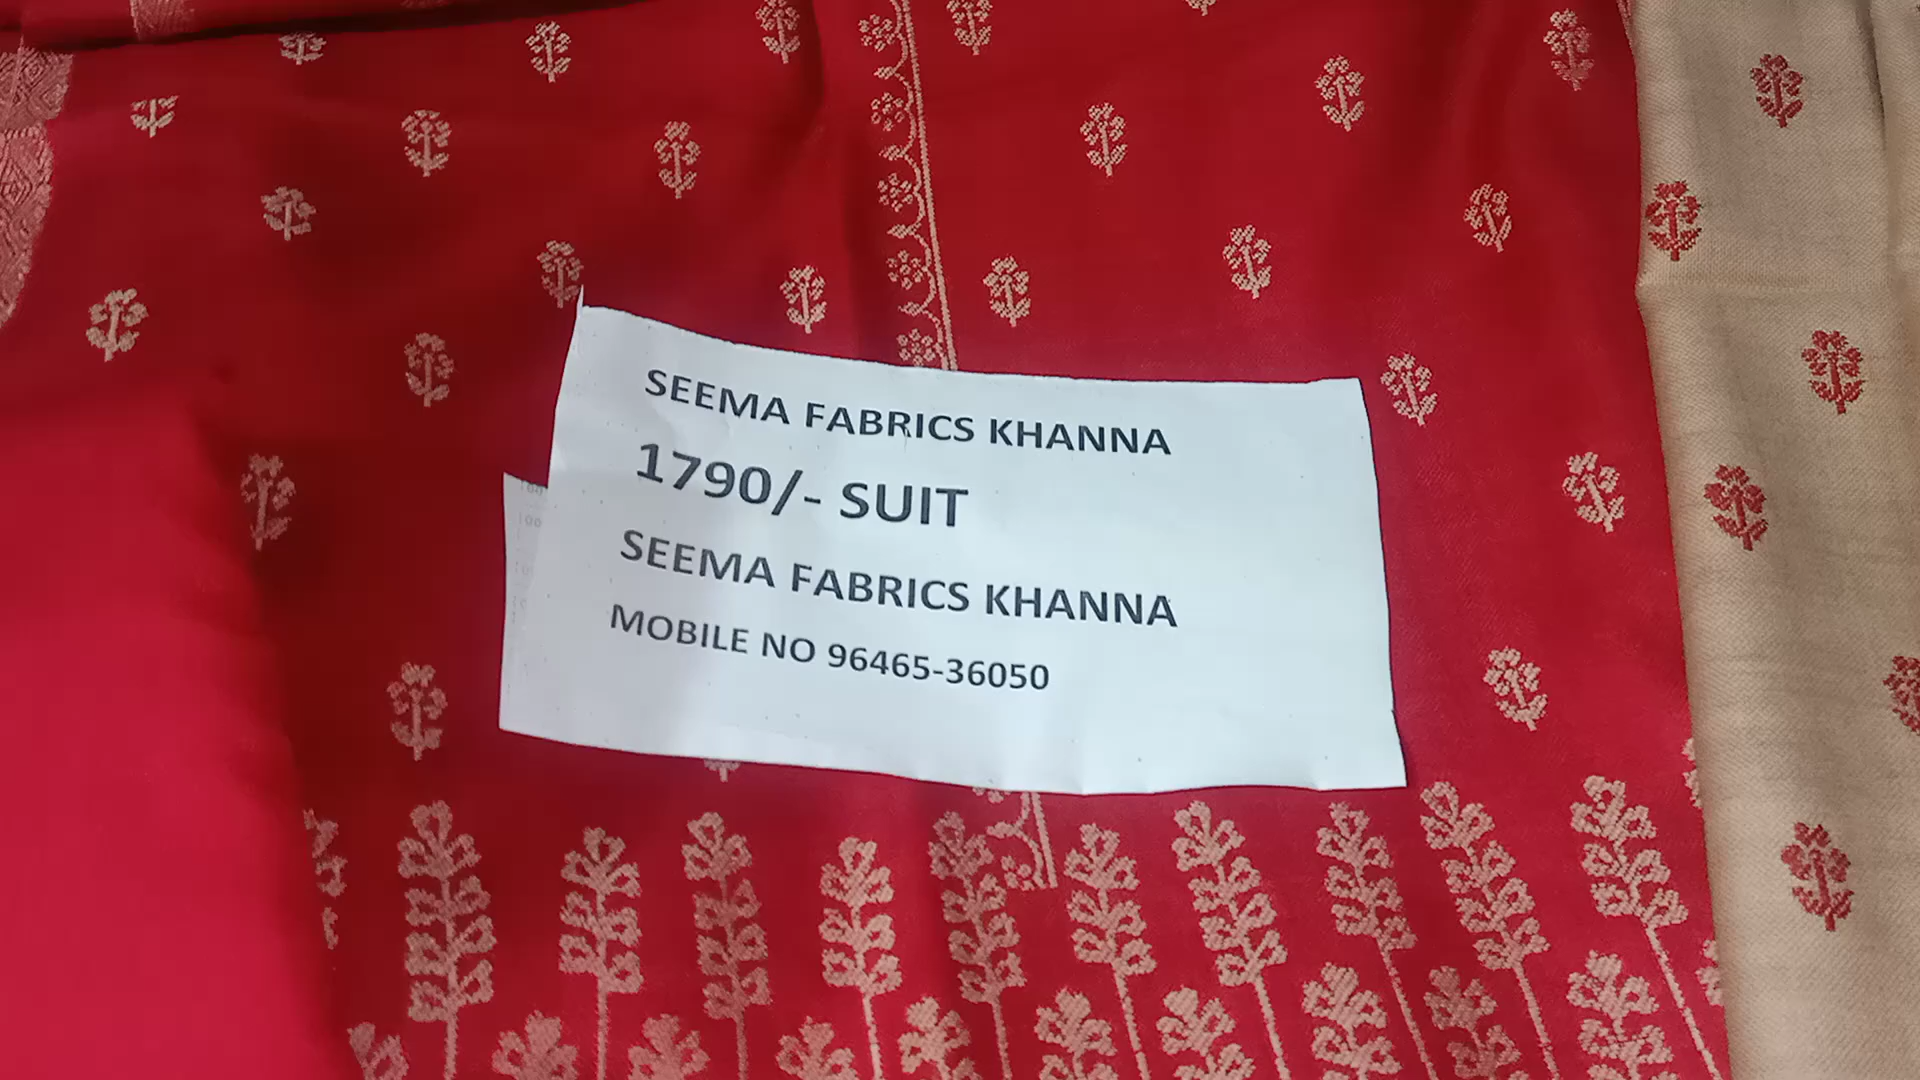 SEEMA FABRICS KHANNA
1790/- SUIT
SEEMA FABRICS KHANNA
MOBILE NO 96465-36050